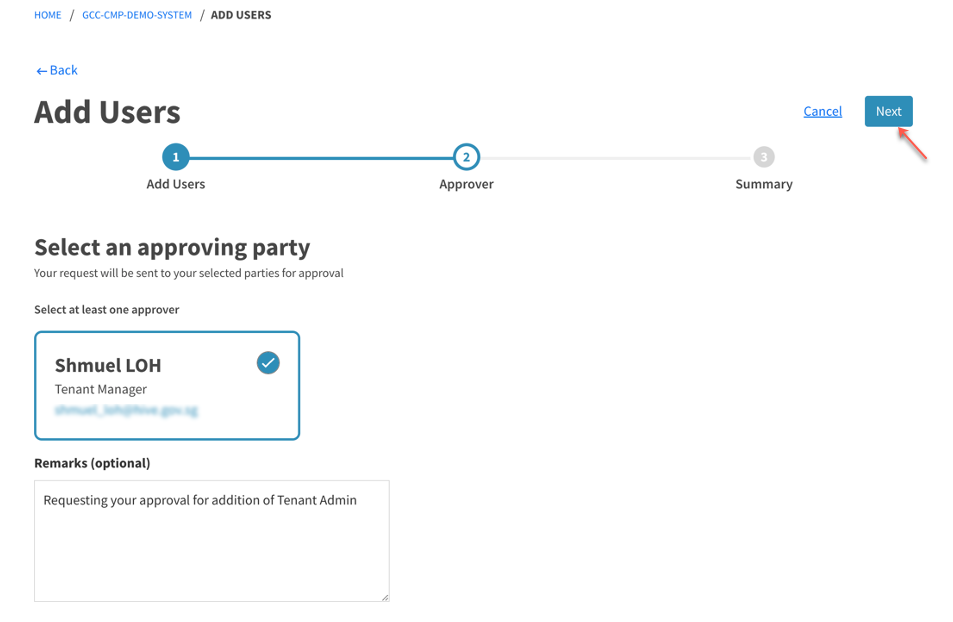 HOME / GCC-CMP-DEMO-SYSTEM / ADD USERS
←Back
Add Users
Cancel
Next
1
2
3
Add Users
Approver
Summary
Select an approving party
Your request will be sent to your selected parties for approval
Select at least one approver
Shmuel LOH
Tenant Manager
Remarks (optional)
Requesting your approval for addition of Tenant Admin